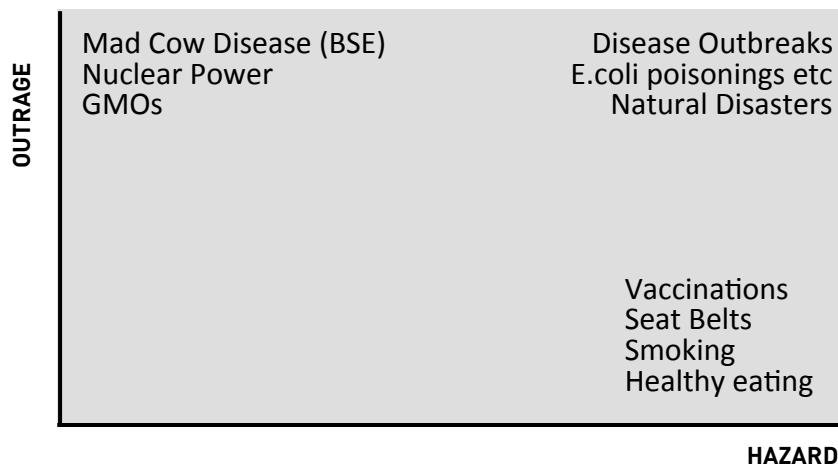 OUTRAGE
Mad Cow Disease (BSE)
Nuclear Power
GMOs
Disease Outbreaks
E.coli poisonings etc
Natural Disasters
Vaccinations
Seat Belts
Smoking
Healthy eating
HAZARD